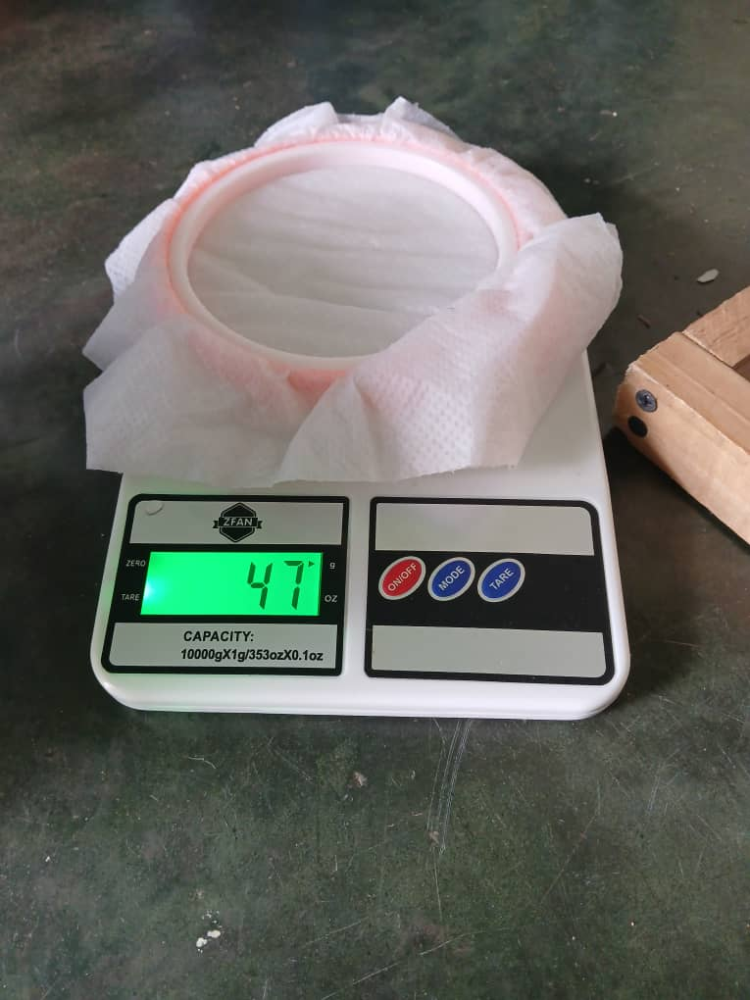 ZFAN
ZERO
47
g
TARE
OZ
CAPACITY:
10000gX1g/353ozX0.1oz
ON/OFF
MODE
TARE